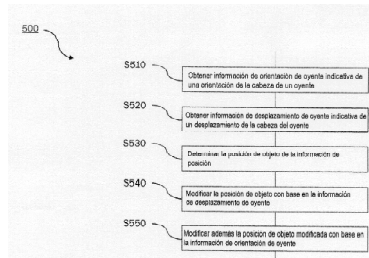 500
S510
Obtener información de orientación de oyente indicativa de
una orientación de la cabeza de un oyente
S520
Obtener información de desplazamiento de oyente indicativa de
un desplazamiento de la cabeza del oyente
S530
Determinar la posición de objeto de la información de
posición
S540
Modificar la posición de objeto con base en la información
de desplazamiento de oyente
S550
Modificar además la posición de objeto modificada con base en
la información de orientación de oyente